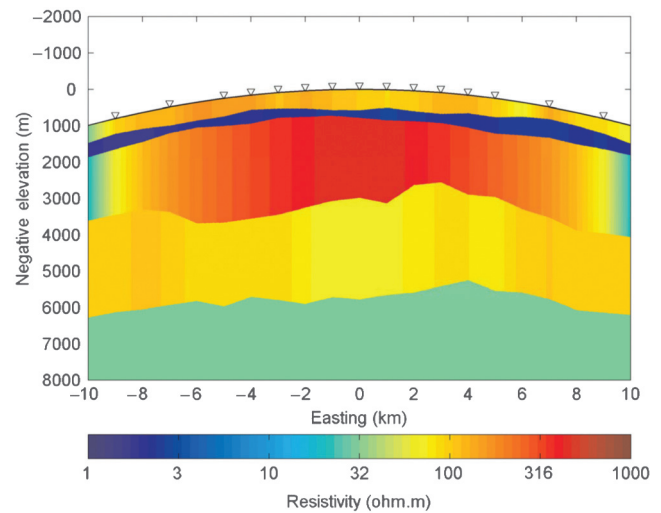 −2000
−1000
0
1000
2000
3000
4000
5000
6000
7000
8000
Negative elevation (m)
−10 −8 −6 −4 −2 0 2 4 6 8 10
Easting (km)
1 3 10 32 100 316 1000
Resistivity (ohm.m)